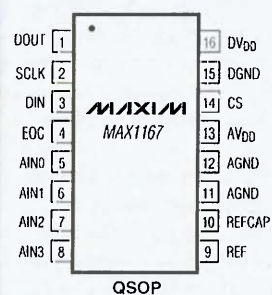 DOUT 1 16 DVDD
SCLK 2 15 DGND
DIN 3 MAXIM 14 CS
EOC 4 MAX1167 13 AVDD
AIN0 5 12 AGND
AIN1 6 11 AGND
AIN2 7 10 REFCAP
AIN3 8 9 REF
QSOP